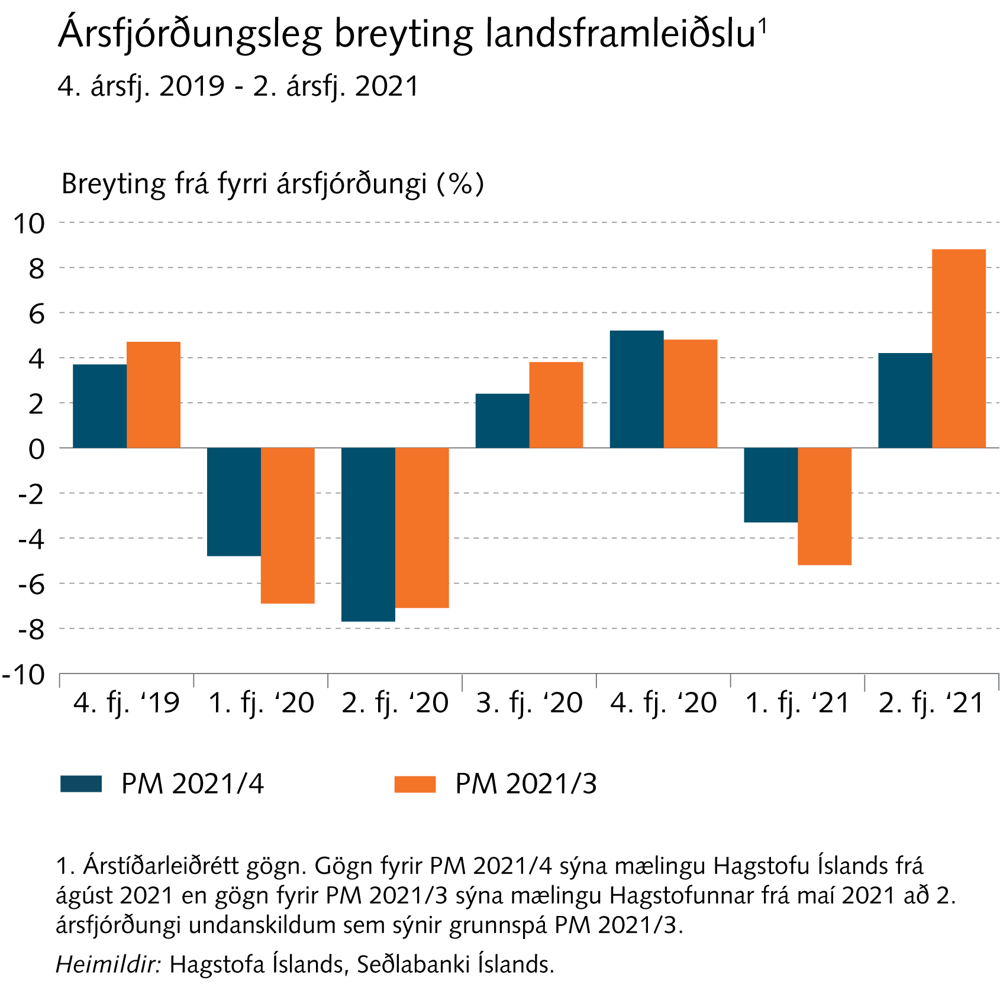 Ársfjórðungsleg breyting landsframleiðslu¹
4. ársfj. 2019 - 2. ársfj. 2021
Breyting frá fyrri ársfjórðungi (%)
10
8
6
4
2
0
-2
-4
-6
-8
-10
4. fj. ‘19 1. fj. ‘20 2. fj. ‘20 3. fj. ‘20 4. fj. ‘20 1. fj. ‘21 2. fj. ‘21
PM 2021/4 PM 2021/3
1. Árstíðarleiðrétt gögn. Gögn fyrir PM 2021/4 sýna mælingu Hagstofu Íslands frá
ágúst 2021 en gögn fyrir PM 2021/3 sýna mælingu Hagstofunnar frá maí 2021 að 2.
ársfjórðungi undanskildum sem sýnir grunnspá PM 2021/3.
Heimildir: Hagstofa Íslands, Seðlabanki Íslands.